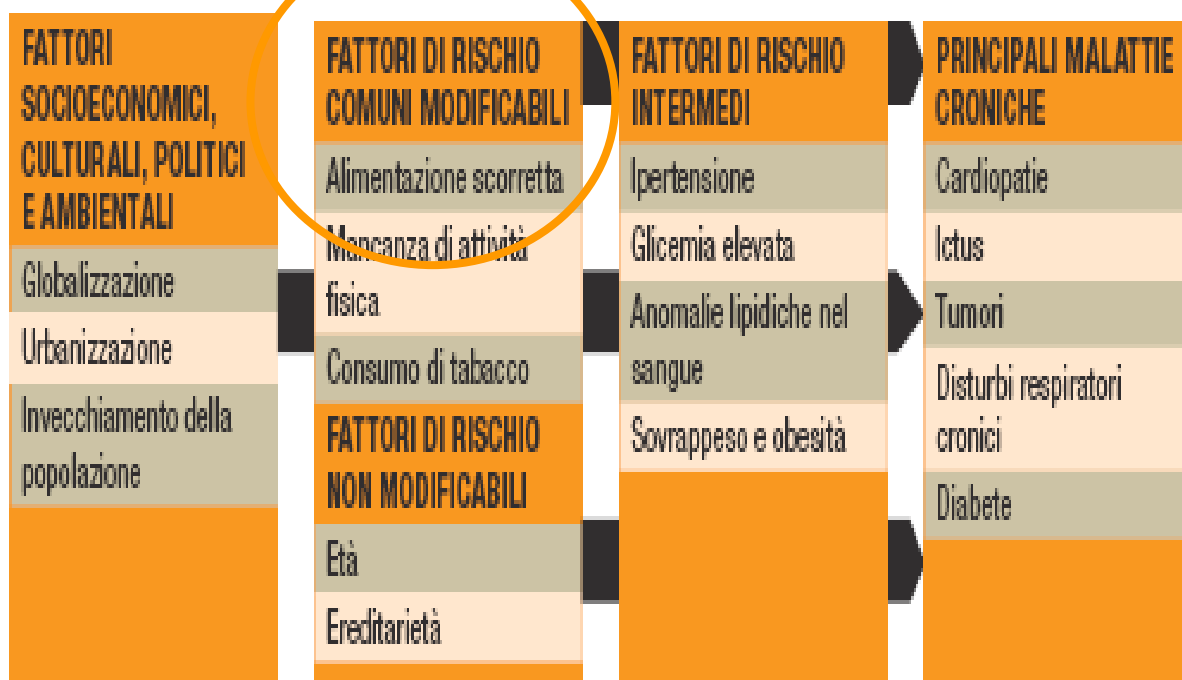 FATTORI
SOCIOECONOMICI,
CULTURALI, POLITICI
E AMBIENTALI
Globalizzazione
Urbanizzazione
Invecchiamento della
popolazione
FATTORI DI RISCHIO
COMUNI MODIFICABILI
Alimentazione scorretta
Mancanza di attività
fisica
Consumo di tabacco
FATTORI DI RISCHIO
NON MODIFICABILI
Età
Ereditarietà
FATTORI DI RISCHIO
INTERMEDI
Ipertensione
Glicemia elevata
Anomalie lipidiche nel
sangue
Sovrappeso e obesità
PRINCIPALI MALATTIE
CRONICHE
Cardiopatie
Ictus
Tumori
Disturbi respiratori
cronici
Diabete